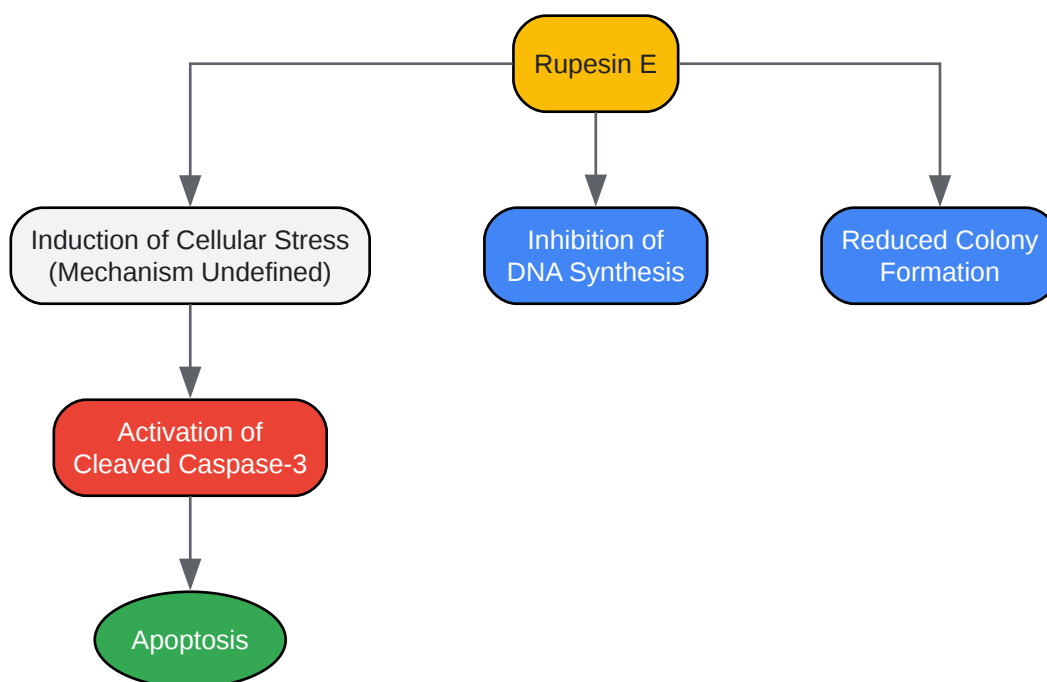 Rupesin E
Induction of Cellular Stress
(Mechanism Undefined)
Inhibition of
DNA Synthesis
Reduced Colony
Formation
Activation of
Cleaved Caspase-3
Apoptosis